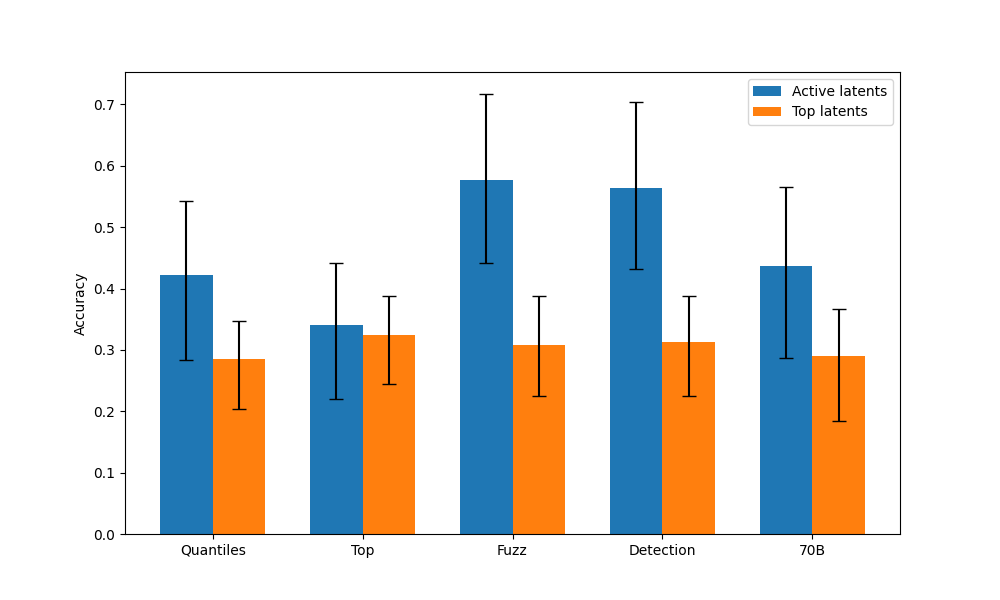 Active latents
Top latents
0.7
0.6
0.5
0.4
0.3
0.2
0.1
0.0
Accuracy
Quantiles Top Fuzz Detection 70B